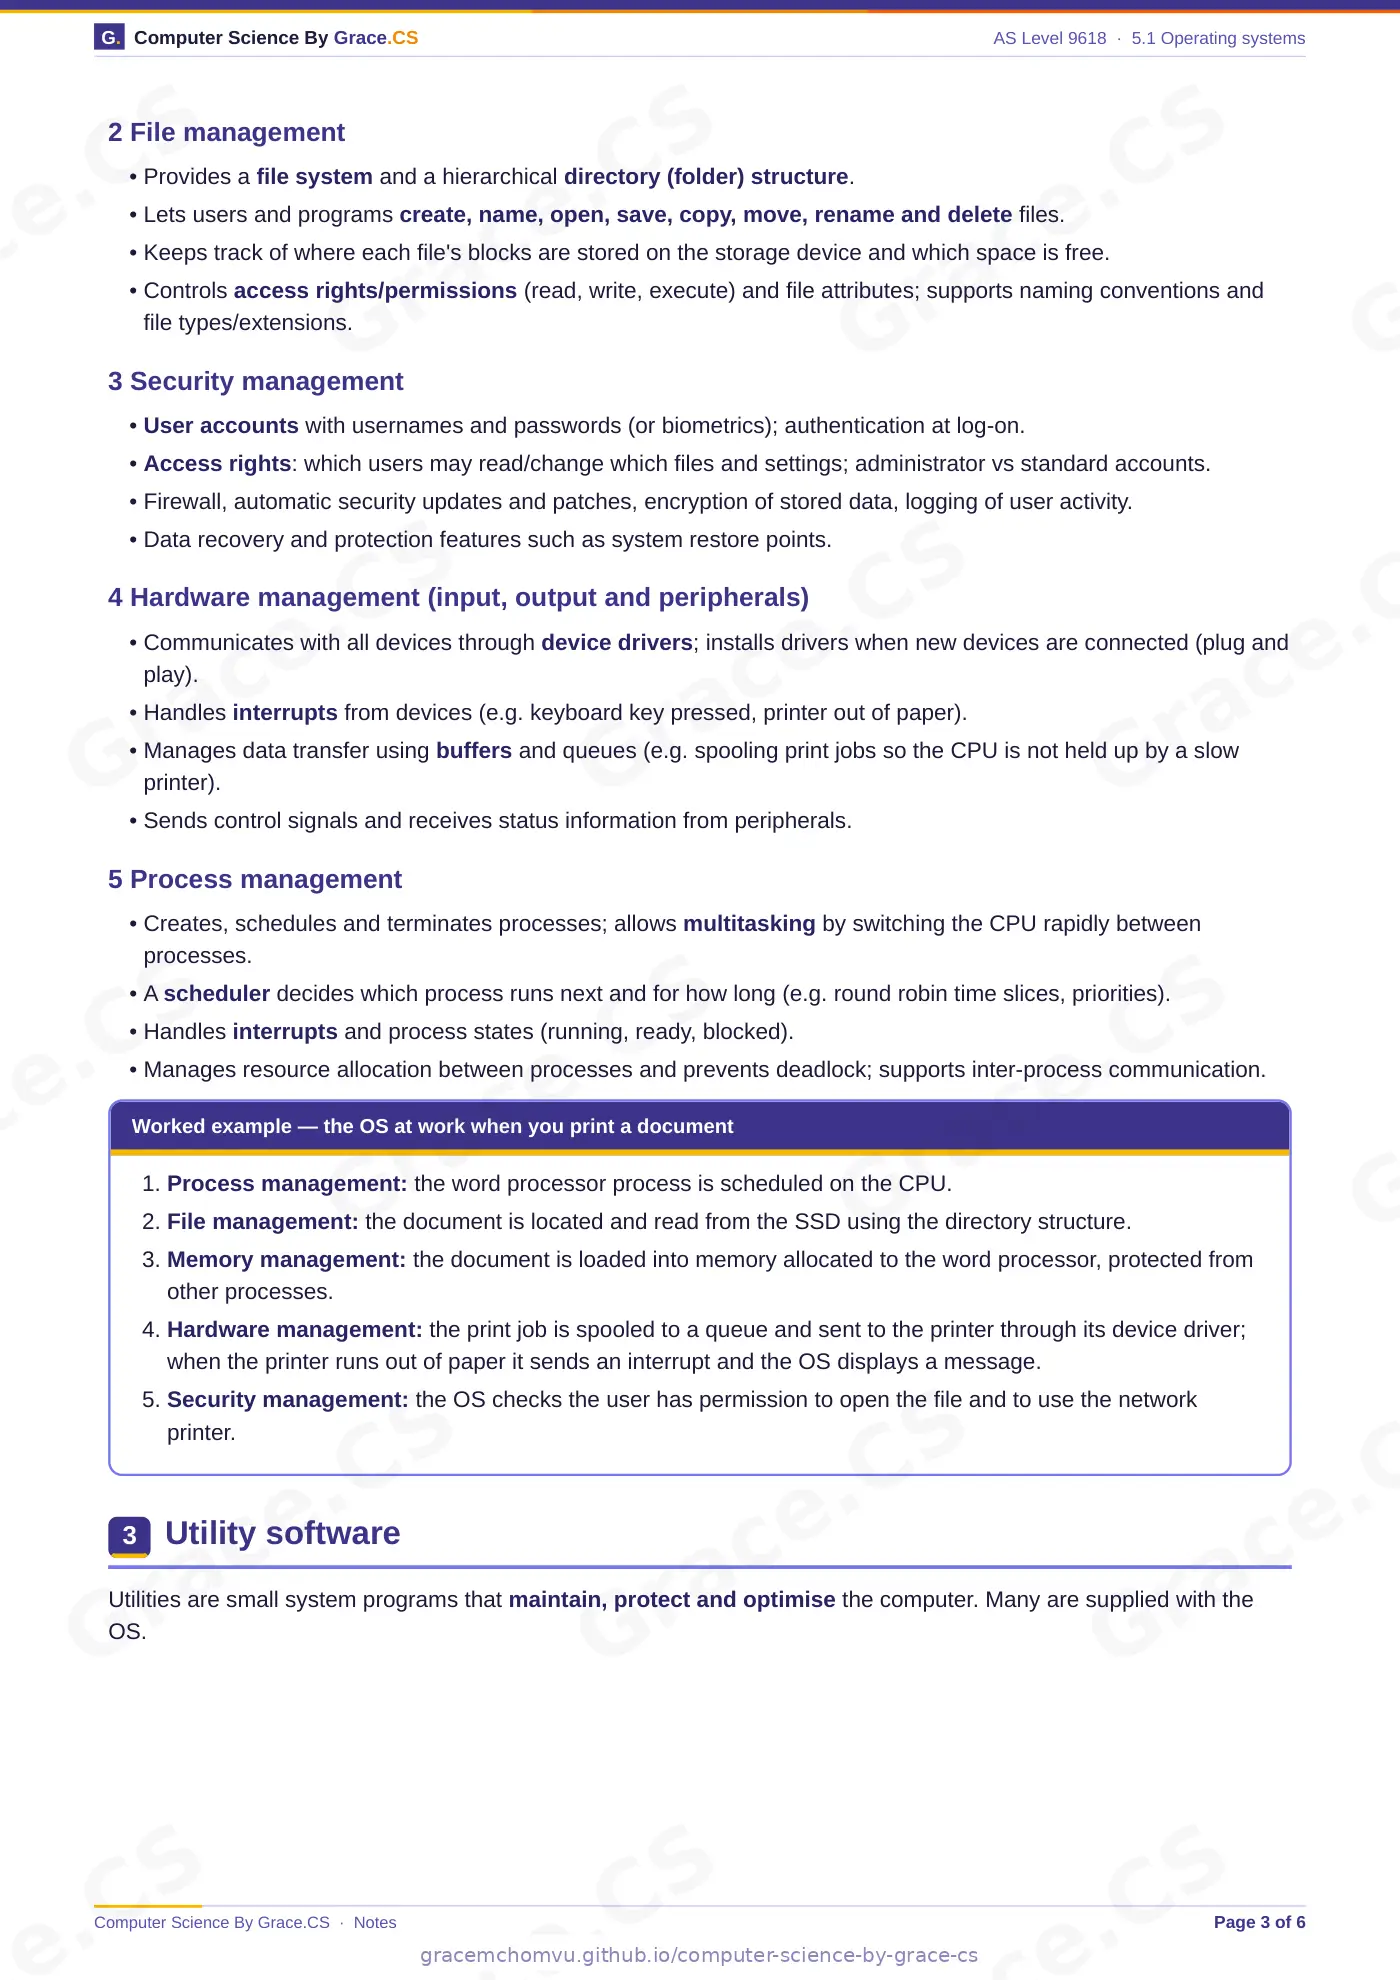 G. Computer Science By Grace.CS
AS Level 9618 · 5.1 Operating systems
2 File management
• Provides a file system and a hierarchical directory (folder) structure.
• Lets users and programs create, name, open, save, copy, move, rename and delete files.
• Keeps track of where each file's blocks are stored on the storage device and which space is free.
• Controls access rights/permissions (read, write, execute) and file attributes; supports naming conventions and
file types/extensions.
3 Security management
• User accounts with usernames and passwords (or biometrics); authentication at log-on.
• Access rights: which users may read/change which files and settings; administrator vs standard accounts.
• Firewall, automatic security updates and patches, encryption of stored data, logging of user activity.
• Data recovery and protection features such as system restore points.
4 Hardware management (input, output and peripherals)
• Communicates with all devices through device drivers; installs drivers when new devices are connected (plug and
play).
• Handles interrupts from devices (e.g. keyboard key pressed, printer out of paper).
• Manages data transfer using buffers and queues (e.g. spooling print jobs so the CPU is not held up by a slow
printer).
• Sends control signals and receives status information from peripherals.
5 Process management
• Creates, schedules and terminates processes; allows multitasking by switching the CPU rapidly between
processes.
• A scheduler decides which process runs next and for how long (e.g. round robin time slices, priorities).
• Handles interrupts and process states (running, ready, blocked).
• Manages resource allocation between processes and prevents deadlock; supports inter-process communication.
Worked example — the OS at work when you print a document
1. Process management: the word processor process is scheduled on the CPU.
2. File management: the document is located and read from the SSD using the directory structure.
3. Memory management: the document is loaded into memory allocated to the word processor, protected from
other processes.
4. Hardware management: the print job is spooled to a queue and sent to the printer through its device driver;
when the printer runs out of paper it sends an interrupt and the OS displays a message.
5. Security management: the OS checks the user has permission to open the file and to use the network
printer.
3 Utility software
Utilities are small system programs that maintain, protect and optimise the computer. Many are supplied with the
OS.
Computer Science By Grace.CS · Notes
Page 3 of 6
gracemchomvu.github.io/computer-science-by-grace-cs